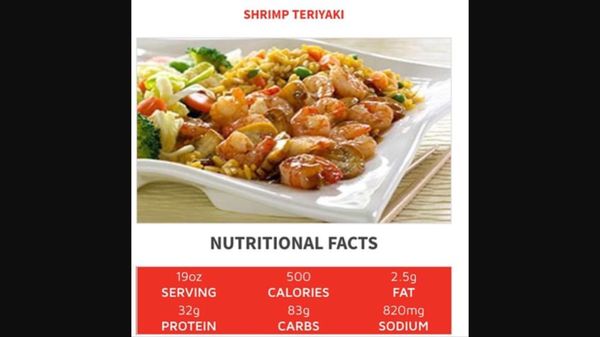 SHRIMP TERIYAKI
NUTRITIONAL FACTS
19oz 500 2.5g
SERVING CALORIES FAT
32g 83g 820mg
PROTEIN CARBS SODIUM